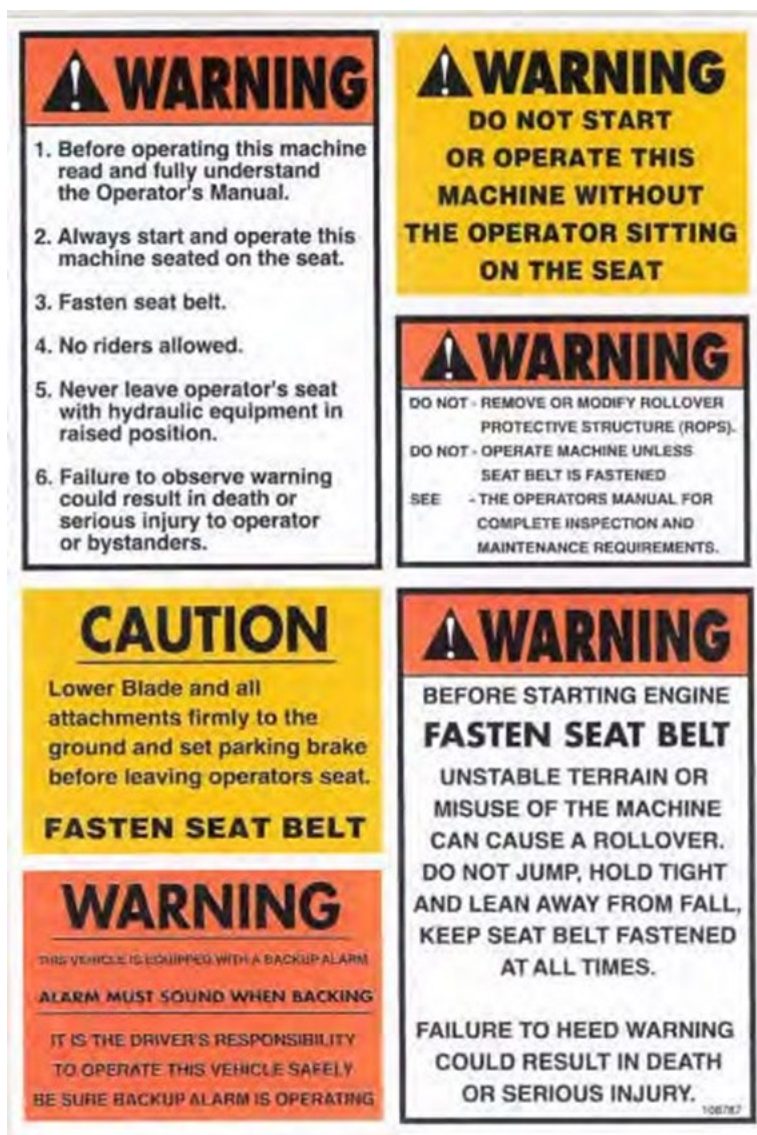 WARNING
1. Before operating this machine
read and fully understand
the Operator's Manual.
2. Always start and operate this
machine seated on the seat.
3. Fasten seat belt.
4. No riders allowed.
5. Never leave operator's seat
with hydraulic equipment in
raised position.
6. Failure to observe warning
could result in death or
serious injury to operator
or bystanders.
WARNING
DO NOT START
OR OPERATE THIS
MACHINE WITHOUT
THE OPERATOR SITTING
ON THE SEAT
WARNING
DO NOT - REMOVE OR MODIFY ROLLOVER
PROTECTIVE STRUCTURE (ROPS).
DO NOT - OPERATE MACHINE UNLESS
SEAT BELT IS FASTENED
SEE - THE OPERATORS MANUAL FOR
COMPLETE INSPECTION AND
MAINTENANCE REQUIREMENTS.
CAUTION
Lower Blade and all
attachments firmly to the
ground and set parking brake
before leaving operators seat.
FASTEN SEAT BELT
WARNING
THIS VEHICLE IS EQUIPPED WITH A BACKUP ALARM
ALARM MUST SOUND WHEN BACKING
IT IS THE DRIVER'S RESPONSIBILITY
TO OPERATE THIS VEHICLE SAFELY
BE SURE BACKUP ALARM IS OPERATING
WARNING
BEFORE STARTING ENGINE
FASTEN SEAT BELT
UNSTABLE TERRAIN OR
MISUSE OF THE MACHINE
CAN CAUSE A ROLLOVER.
DO NOT JUMP, HOLD TIGHT
AND LEAN AWAY FROM FALL,
KEEP SEAT BELT FASTENED
AT ALL TIMES.
FAILURE TO HEED WARNING
COULD RESULT IN DEATH
OR SERIOUS INJURY.